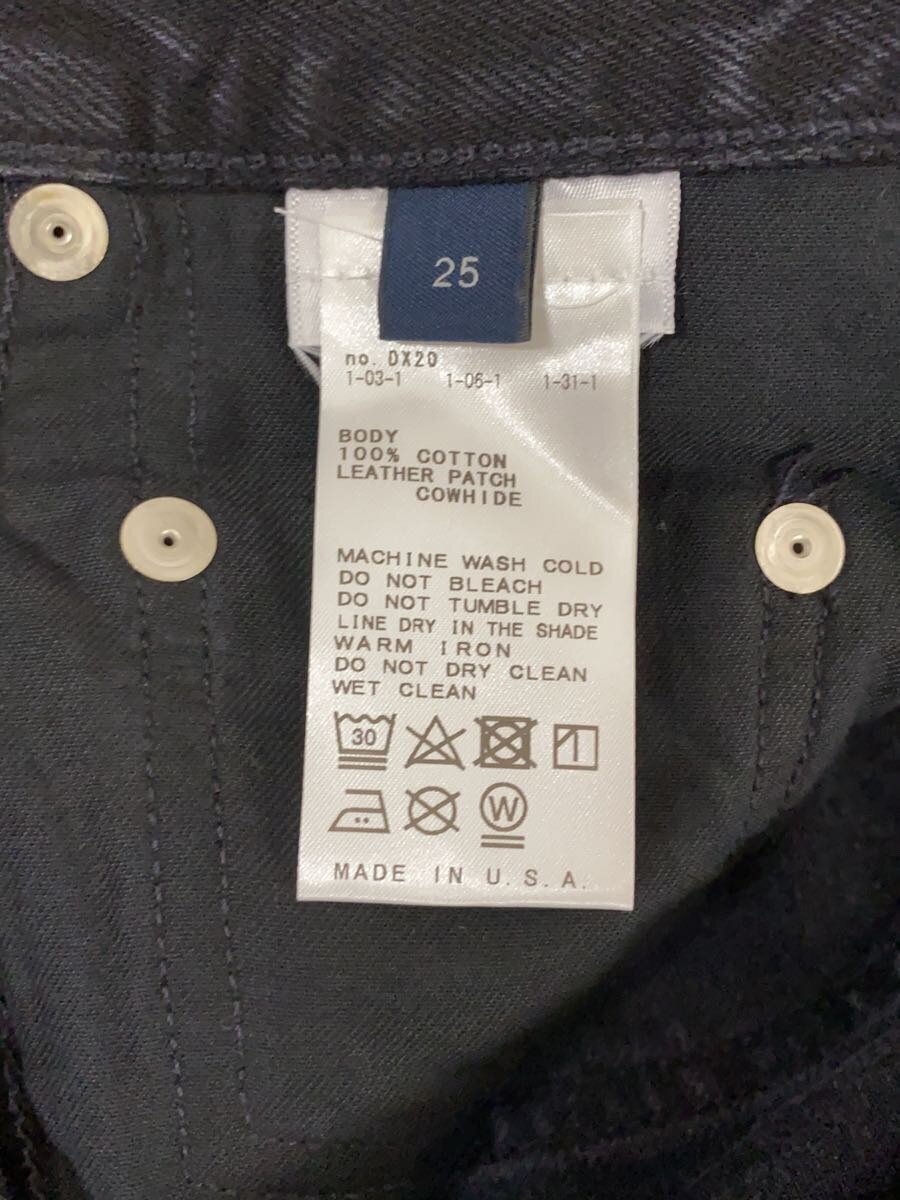 25
no. DX20
1-03-1 1-06-1 1-31-1
BODY
100% COTTON
LEATHER PATCH
COWHIDE
MACHINE WASH COLD
DO NOT BLEACH
DO NOT TUMBLE DRY
LINE DRY IN THE SHADE
WARM IRON
DO NOT DRY CLEAN
WET CLEAN
30
W
MADE IN U.S.A.